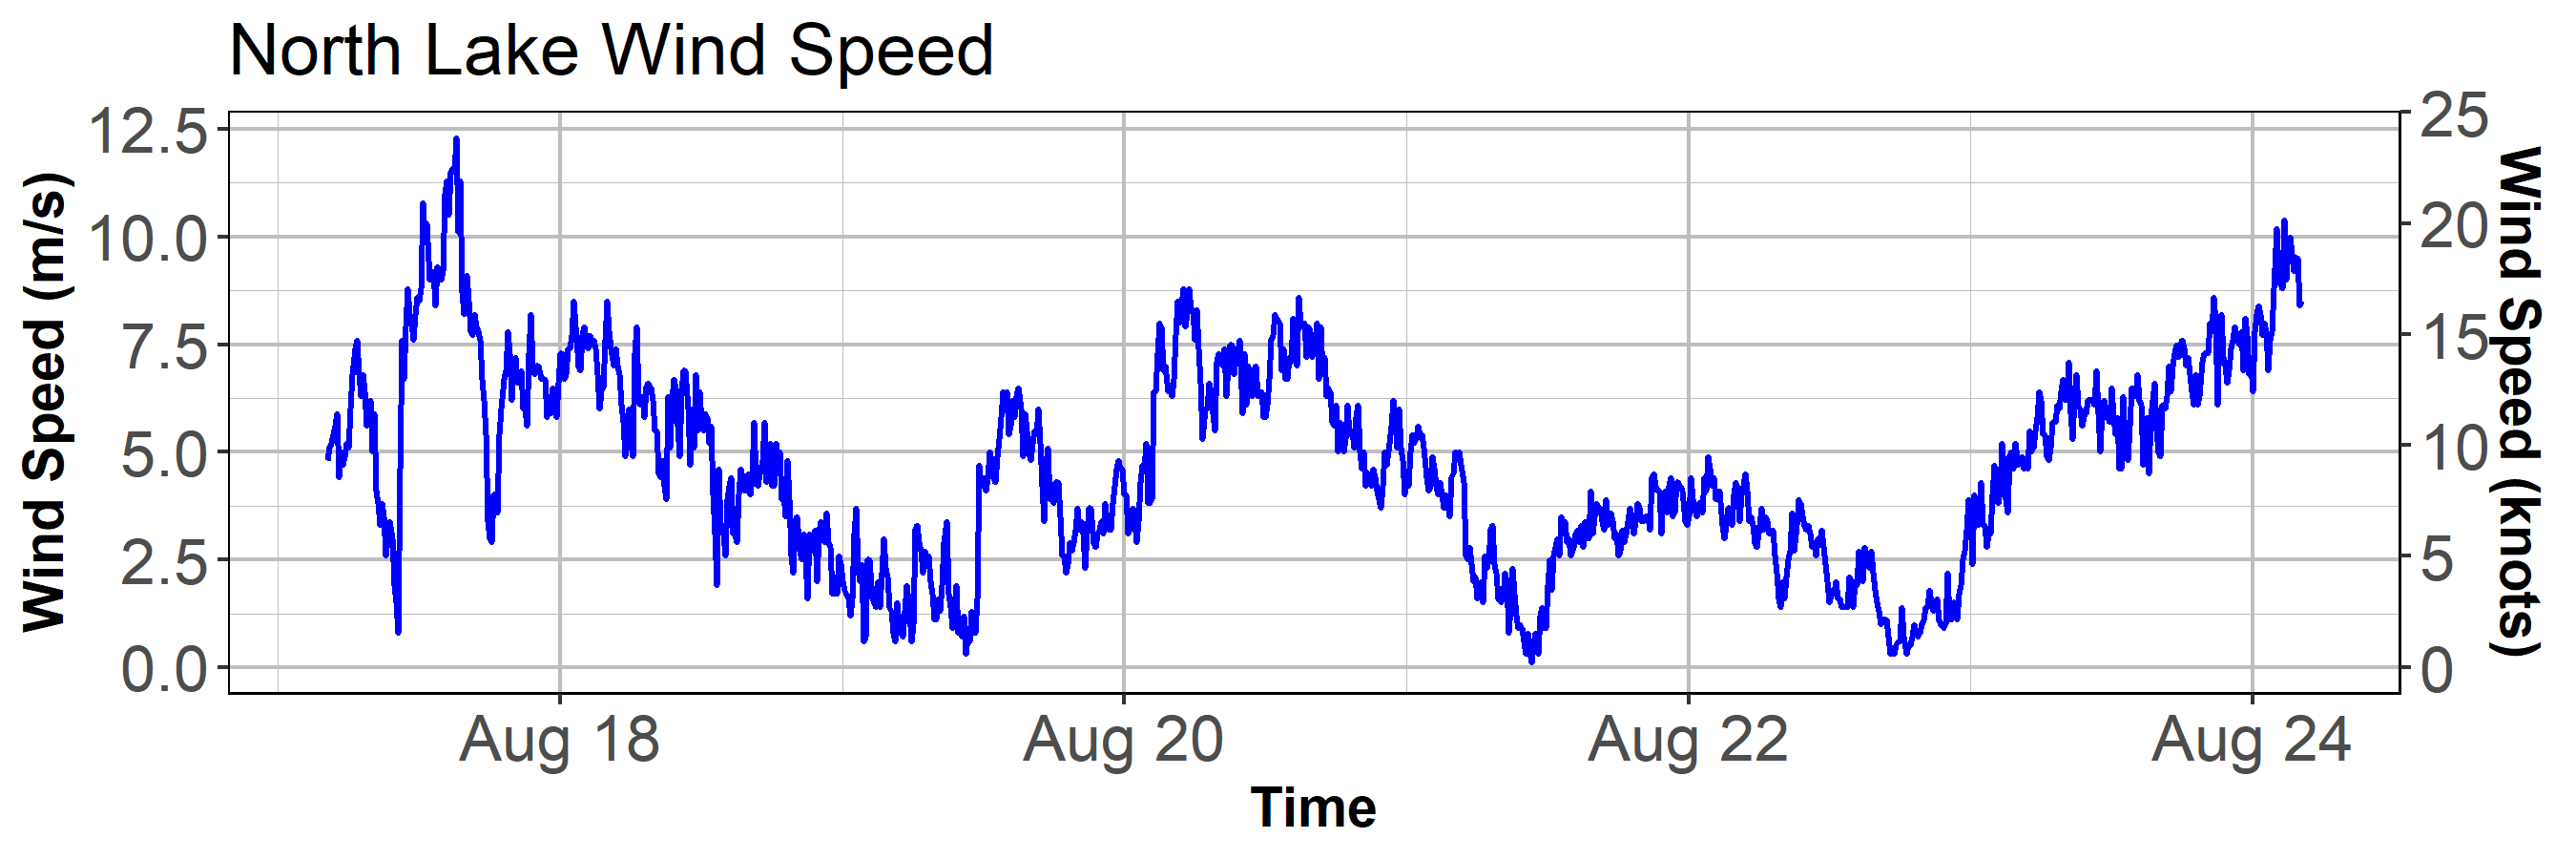 North Lake Wind Speed
Wind Speed (m/s)
12.5
10.0
7.5
5.0
2.5
0.0
25
20
15
10
5
0
Wind Speed (knots)
Aug 18
Aug 20
Aug 22
Aug 24
Time